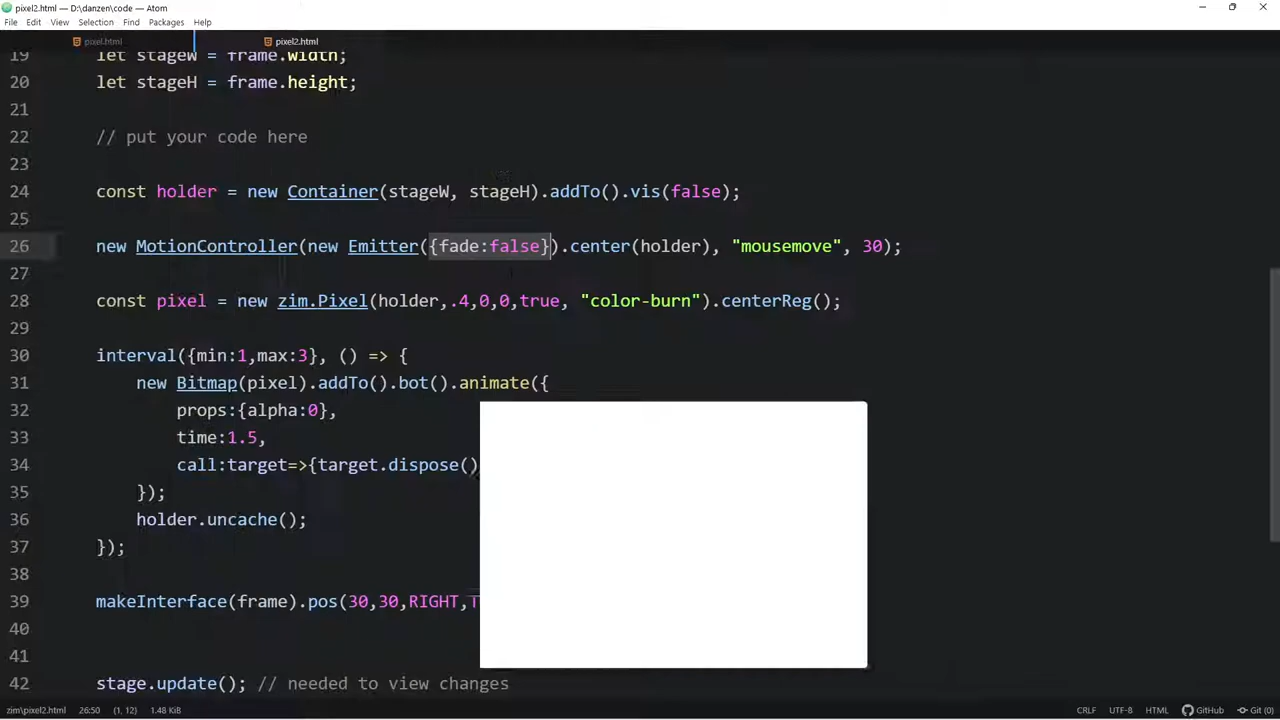 pixel2.html — D:\danzen\code — Atom
File Edit View Selection Find Packages Help
pixel.html pixel2.html
19 let stageW = frame.width;
20 let stageH = frame.height;
21
22 // put your code here
23
24 const holder = new Container(stageW, stageH).addTo().vis(false);
25
26 new MotionController(new Emitter({fade:false}).center(holder), "mousemove", 30);
27
28 const pixel = new zim.Pixel(holder,.4,0,0,true, "color-burn").centerReg();
29
30 interval({min:1,max:3}, () => {
31 new Bitmap(pixel).addTo().bot().animate({
32 props:{alpha:0},
33 time:1.5,
34 call:target=>{target.dispose()
35 });
36 holder.uncache();
37 });
38
39 makeInterface(frame).pos(30,30,RIGHT,
40
41
42 stage.update(); // needed to view changes
zim\pixel2.html 26:50 (1, 12) 1.48 KiB CRLF UTF-8 HTML GitHub Git (0)